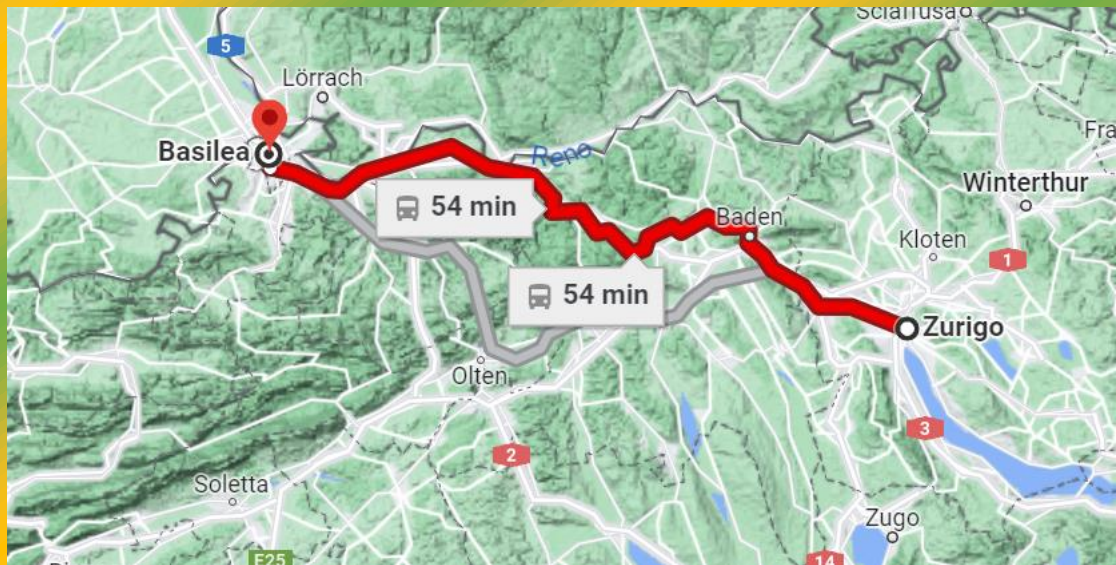 Sciaffusa
5
Lörrach
Fra
Basilea
Reno
Winterthur
54 min
Baden
Kloten
1
54 min
Zurigo
Olten
3
2
Soletta
Zugo
E25
14